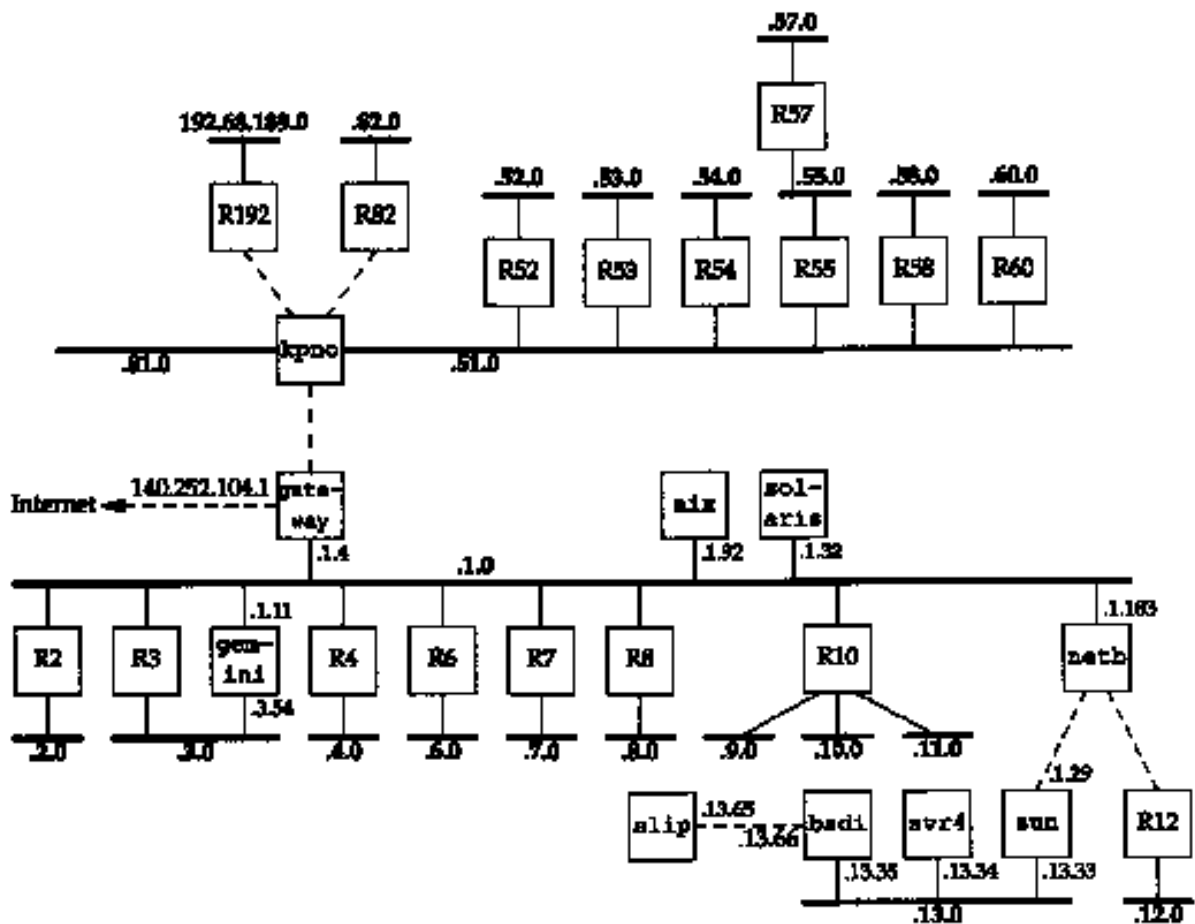 .57.0
R57
192.68.189.0 .82.0
.52.0 .53.0 .54.0 .55.0 .58.0 .60.0
R192 R82
R52 R53 R54 R55 R58 R60
kpno
.81.0 .51.0
140.252.104.1
Internet
gate-
way
aix
sol-
aris
.1.4 .1.92 .1.32
.1.0
.1.11 .1.183
R2 R3 gem-
ini
R4 R6 R7 R8 R10 netb
.3.54
.2.0 .3.0 .4.0 .6.0 .7.0 .8.0 .9.0 .10.0 .11.0
.1.29
slip .13.65 .13.66 bsdi svr4 sun R12
.13.35 .13.34 .13.33
.13.0 .12.0